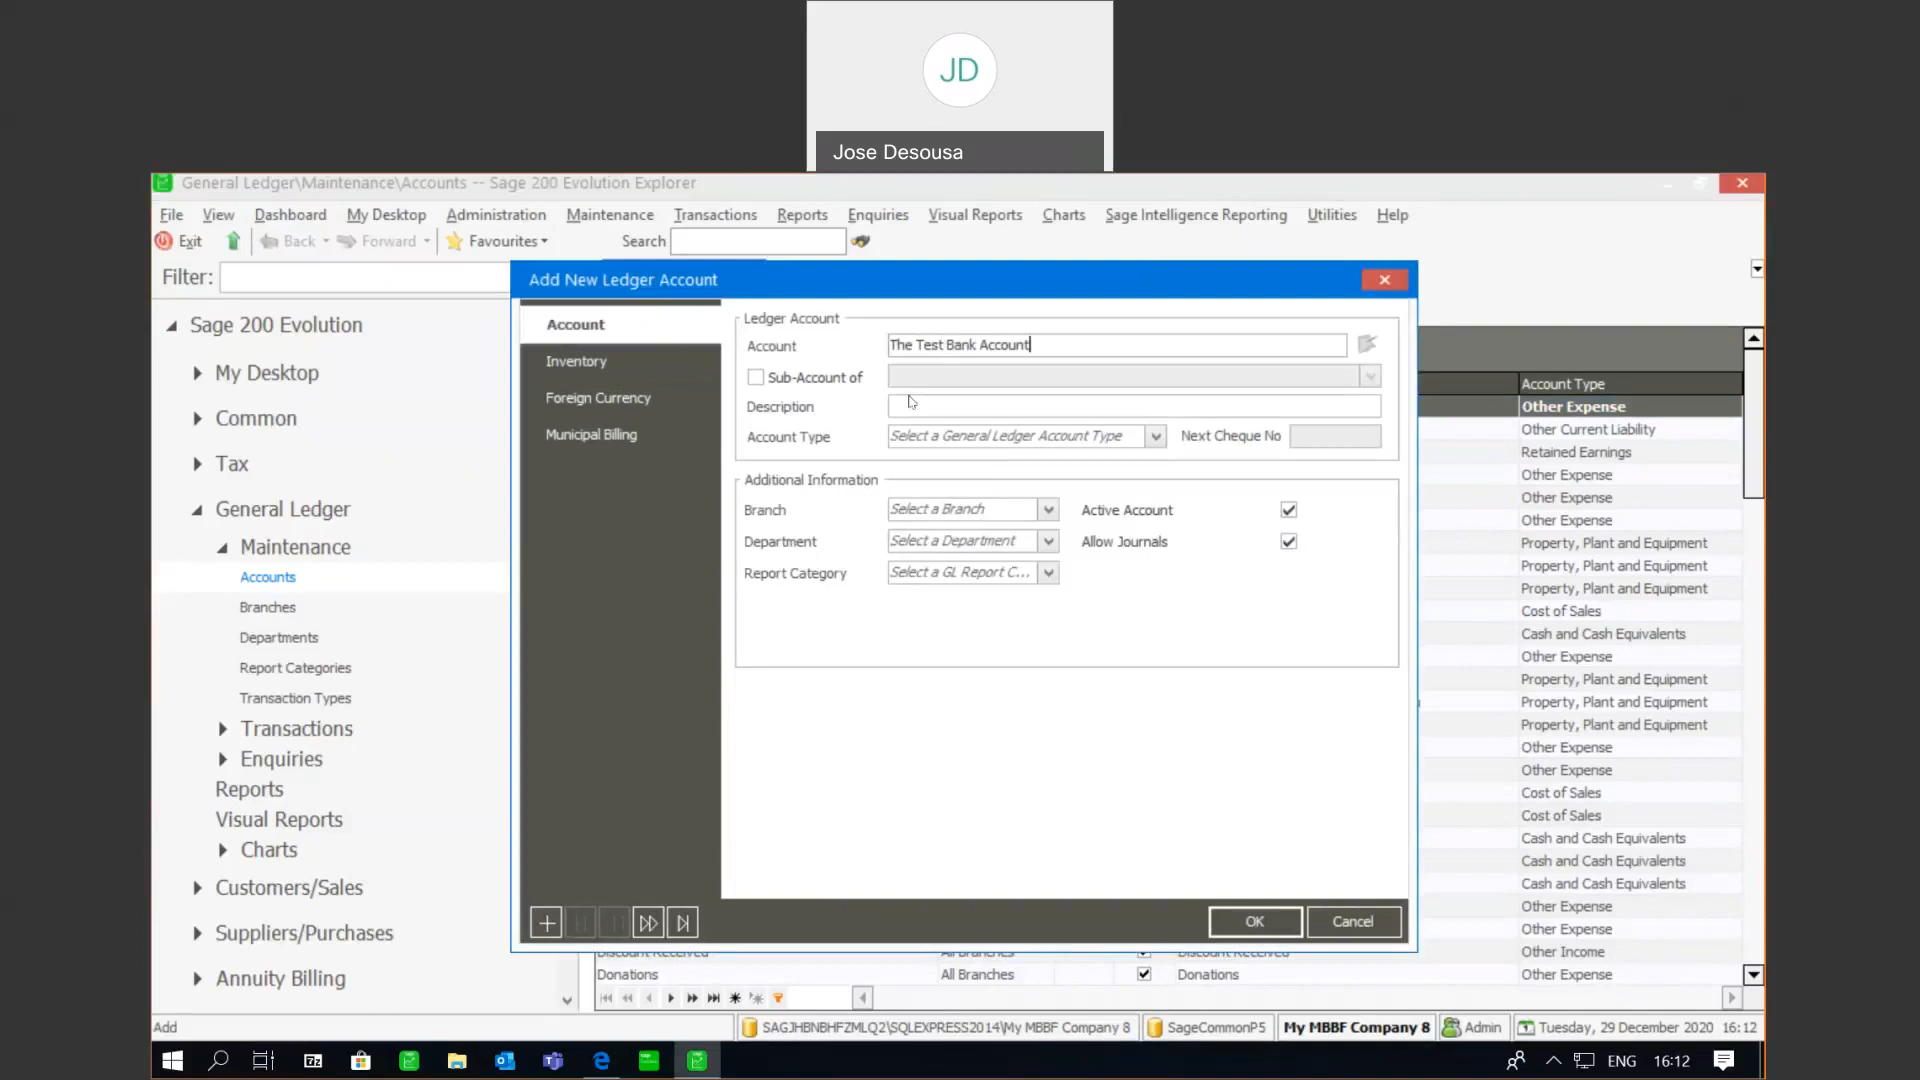 JD
Jose Desousa
General Ledger\Maintenance\Accounts -- Sage 200 Evolution Explorer
File View Dashboard My Desktop Administration Maintenance Transactions Reports Enquiries Visual Reports Charts Sage Intelligence Reporting Utilities Help
Exit Back Forward Favourites Search
Filter:
Sage 200 Evolution
My Desktop
Common
Tax
General Ledger
Maintenance
Accounts
Branches
Departments
Report Categories
Transaction Types
Transactions
Enquiries
Reports
Visual Reports
Charts
Customers/Sales
Suppliers/Purchases
Annuity Billing
Add New Ledger Account
Account
Inventory
Foreign Currency
Municipal Billing
Ledger Account
Account The Test Bank Account
Sub-Account of
Description
Account Type Select a General Ledger Account Type Next Cheque No
Additional Information
Branch Select a Branch Active Account
Department Select a Department Allow Journals
Report Category Select a GL Report C...
OK Cancel
Account Type
Other Expense
Other Current Liability
Retained Earnings
Other Expense
Other Expense
Other Expense
Property, Plant and Equipment
Property, Plant and Equipment
Property, Plant and Equipment
Cost of Sales
Cash and Cash Equivalents
Other Expense
Property, Plant and Equipment
Property, Plant and Equipment
Property, Plant and Equipment
Other Expense
Other Expense
Cost of Sales
Cost of Sales
Cash and Cash Equivalents
Cash and Cash Equivalents
Cash and Cash Equivalents
Other Expense
Other Expense
Discount Received All Branches Discount Received Other Income
Donations All Branches Donations Other Expense
Add SAGJHBNBHFZMLQ2\SQLEXPRESS2014\My MBBF Company 8 SageCommonP5 My MBBF Company 8 Admin Tuesday, 29 December 2020 16:12
7z ENG 16:12